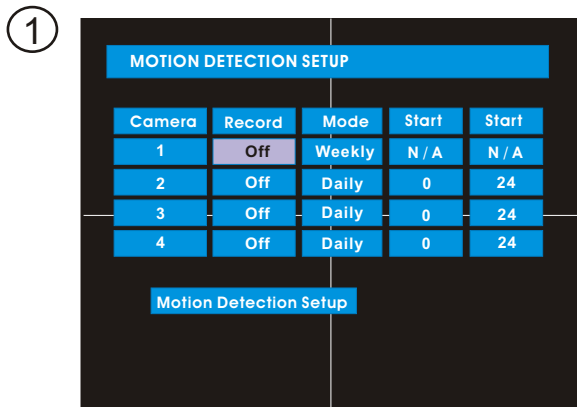 1
MOTION DETECTION SETUP
Camera Record Mode Start Start
1 Off Weekly N / A N / A
2 Off Daily 0 24
3 Off Daily 0 24
4 Off Daily 0 24
Motion Detection Setup